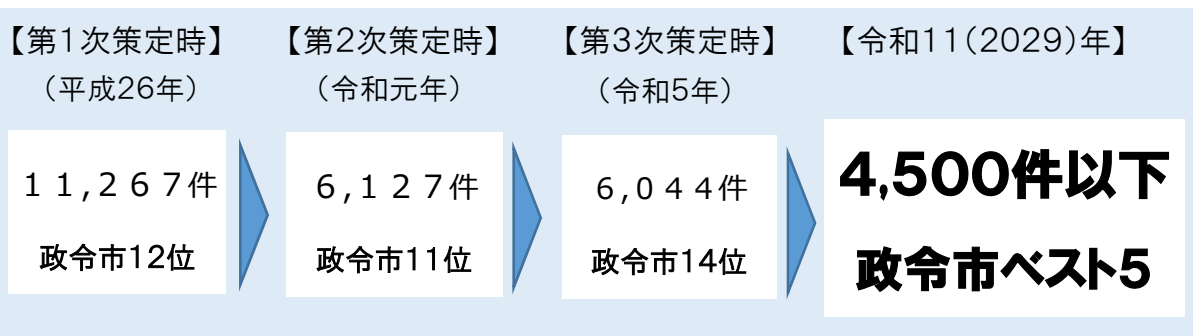 【第1次策定時】
（平成26年）
１１,２６７件
政令市12位
【第2次策定時】
（令和元年）
６,１２７件
政令市11位
【第3次策定時】
（令和5年）
６,０４４件
政令市14位
【令和11(2029)年】
4,500件以下
政令市ベスト5